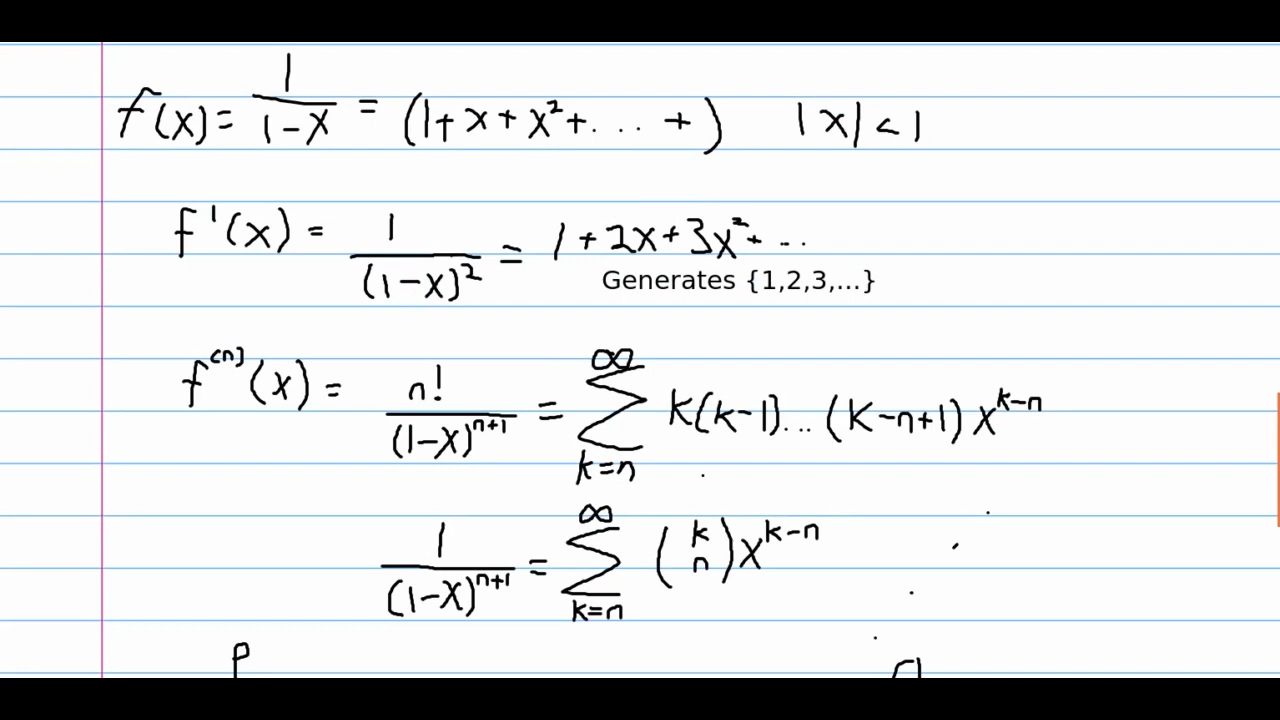 f(x) = 1/(1-x) = (1 + x + x² + . ... +) |x| < 1
f'(x) = 1/(1-x)² = 1 + 2x + 3x² + ...
Generates {1,2,3,...}
f^(n)(x) = n!/(1-x)^(n+1) = ∑_{k=n}^{∞} k(k-1)...(k-n+1) x^(k-n)
1/(1-x)^(n+1) = ∑_{k=n}^{∞} (k n) x^(k-n)